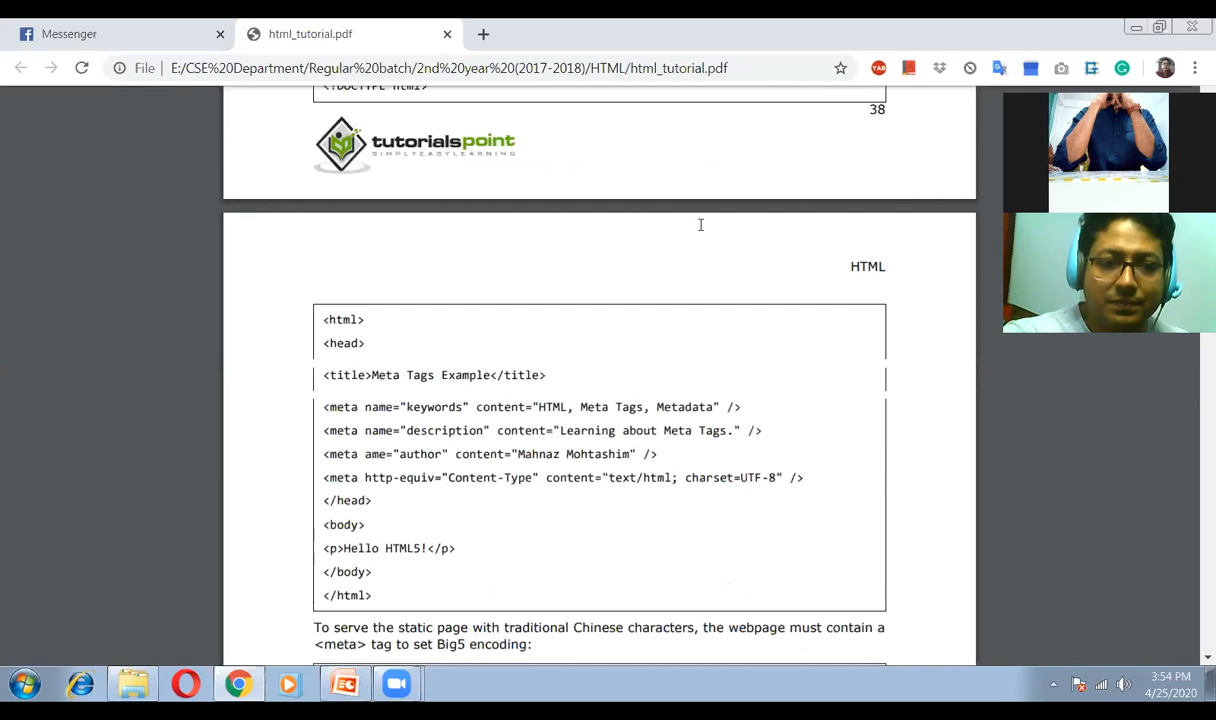 Messenger
html_tutorial.pdf
File
E:/CSE%20Department/Regular%20batch/2nd%20year%20(2017-2018)/HTML/html_tutorial.pdf
YAB
<!DOCTYPE html>
38
tutorialspoint
SIMPLYEASYLEARNING
HTML
<html>
<head>
<title>Meta Tags Example</title>
<meta name="keywords" content="HTML, Meta Tags, Metadata" />
<meta name="description" content="Learning about Meta Tags." />
<meta ame="author" content="Mahnaz Mohtashim" />
<meta http-equiv="Content-Type" content="text/html; charset=UTF-8" />
</head>
<body>
<p>Hello HTML5!</p>
</body>
</html>
To serve the static page with traditional Chinese characters, the webpage must contain a
<meta> tag to set Big5 encoding:
3:54 PM
4/25/2020